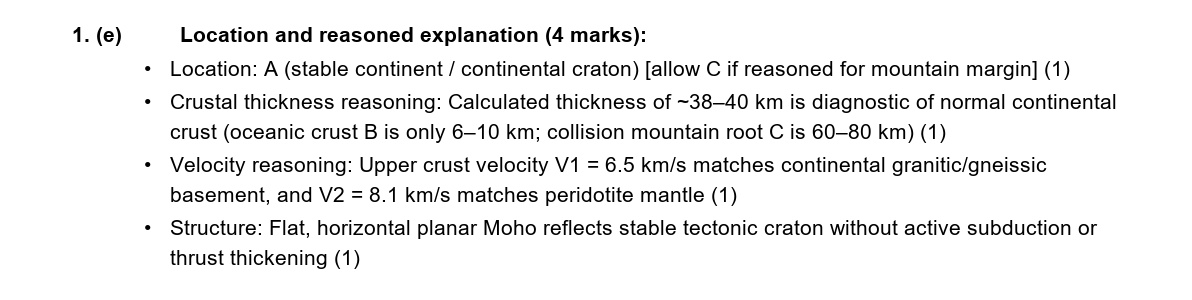 1. (e) Location and reasoned explanation (4 marks):
• Location: A (stable continent / continental craton) [allow C if reasoned for mountain margin] (1)
• Crustal thickness reasoning: Calculated thickness of ~38–40 km is diagnostic of normal continental
crust (oceanic crust B is only 6–10 km; collision mountain root C is 60–80 km) (1)
• Velocity reasoning: Upper crust velocity V1 = 6.5 km/s matches continental granitic/gneissic
basement, and V2 = 8.1 km/s matches peridotite mantle (1)
• Structure: Flat, horizontal planar Moho reflects stable tectonic craton without active subduction or
thrust thickening (1)